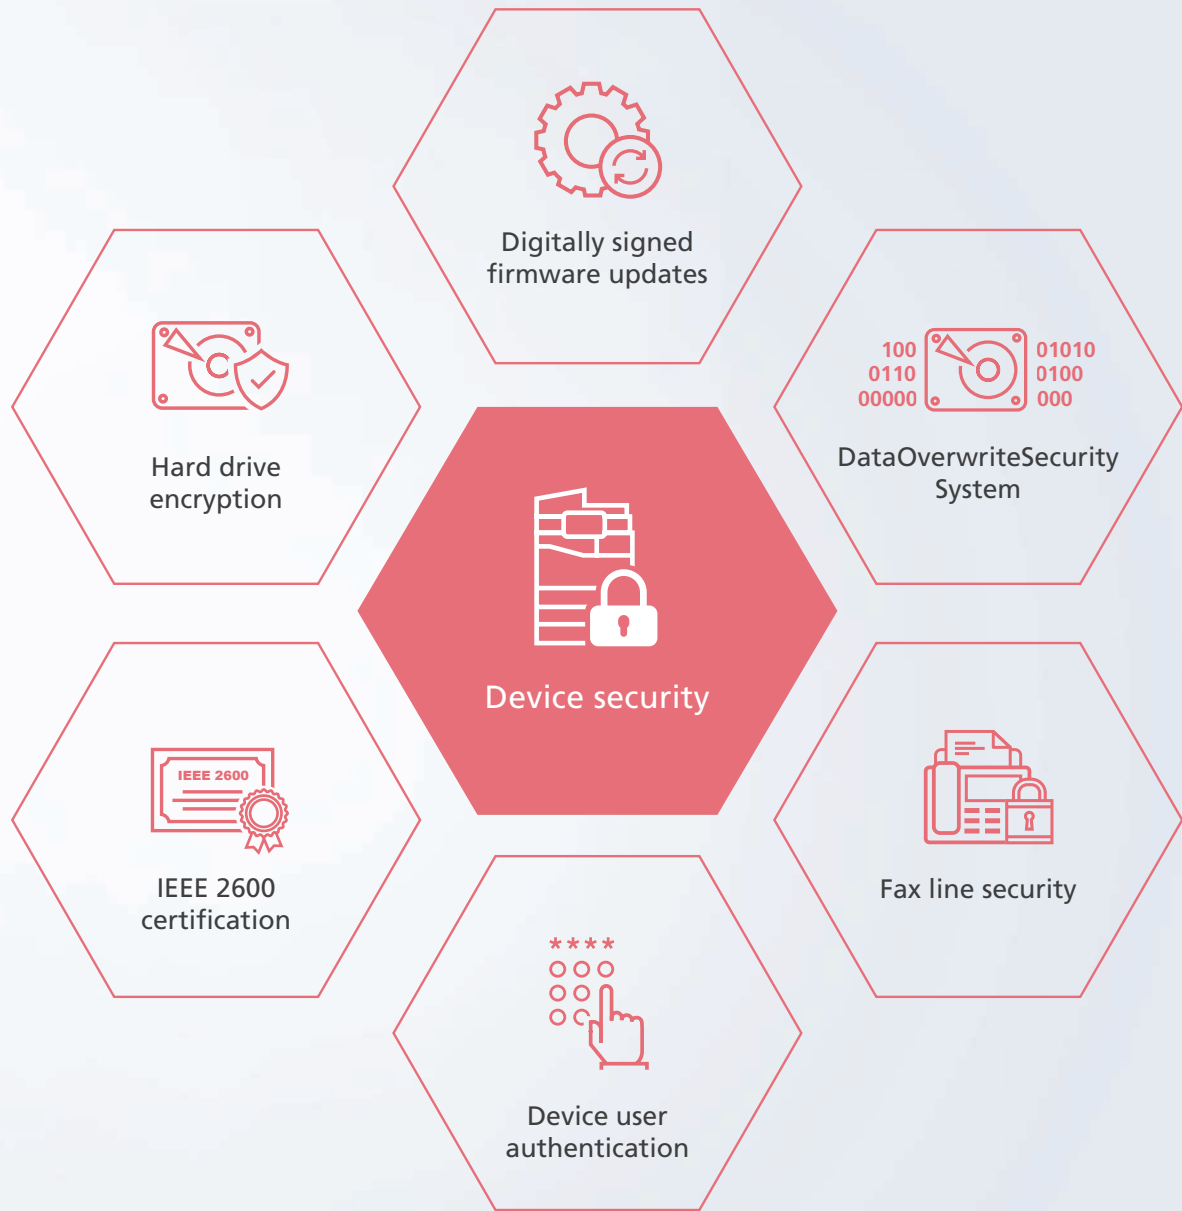 Digitally signed
firmware updates
100
0110
00000
01010
0100
000
DataOverwriteSecurity
System
Hard drive
encryption
Device security
IEEE 2600
IEEE 2600
certification
Fax line security
****
Device user
authentication